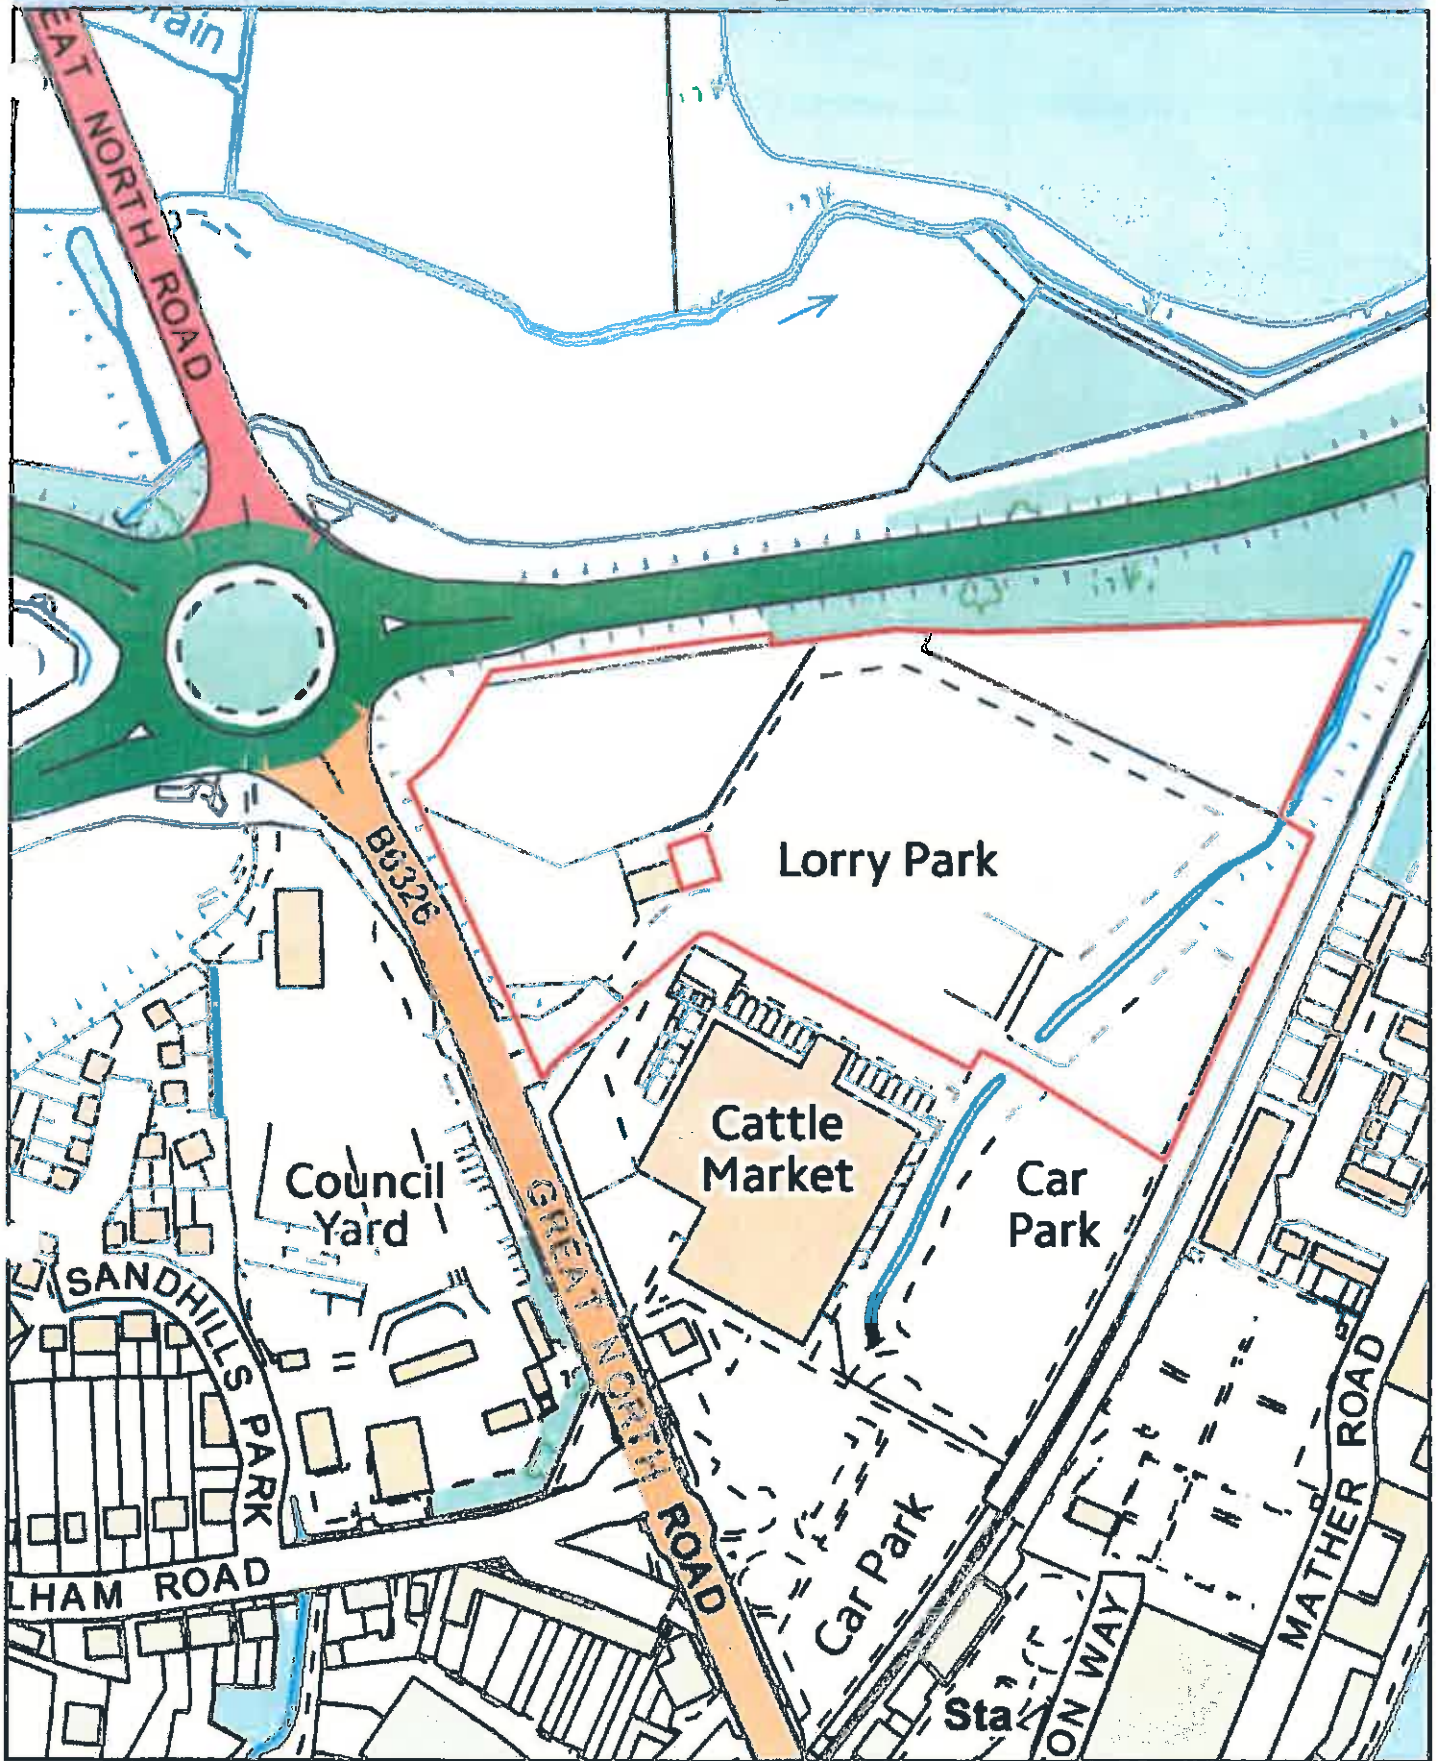 rain
EAT NORTH ROAD
B6326
Lorry Park
Cattle
Market
Car
Park
Council
Yard
GREAT NORTH ROAD
SANDHILLS PARK
LHAM ROAD
Car Park
MATHER ROAD
Sta
ON WAY